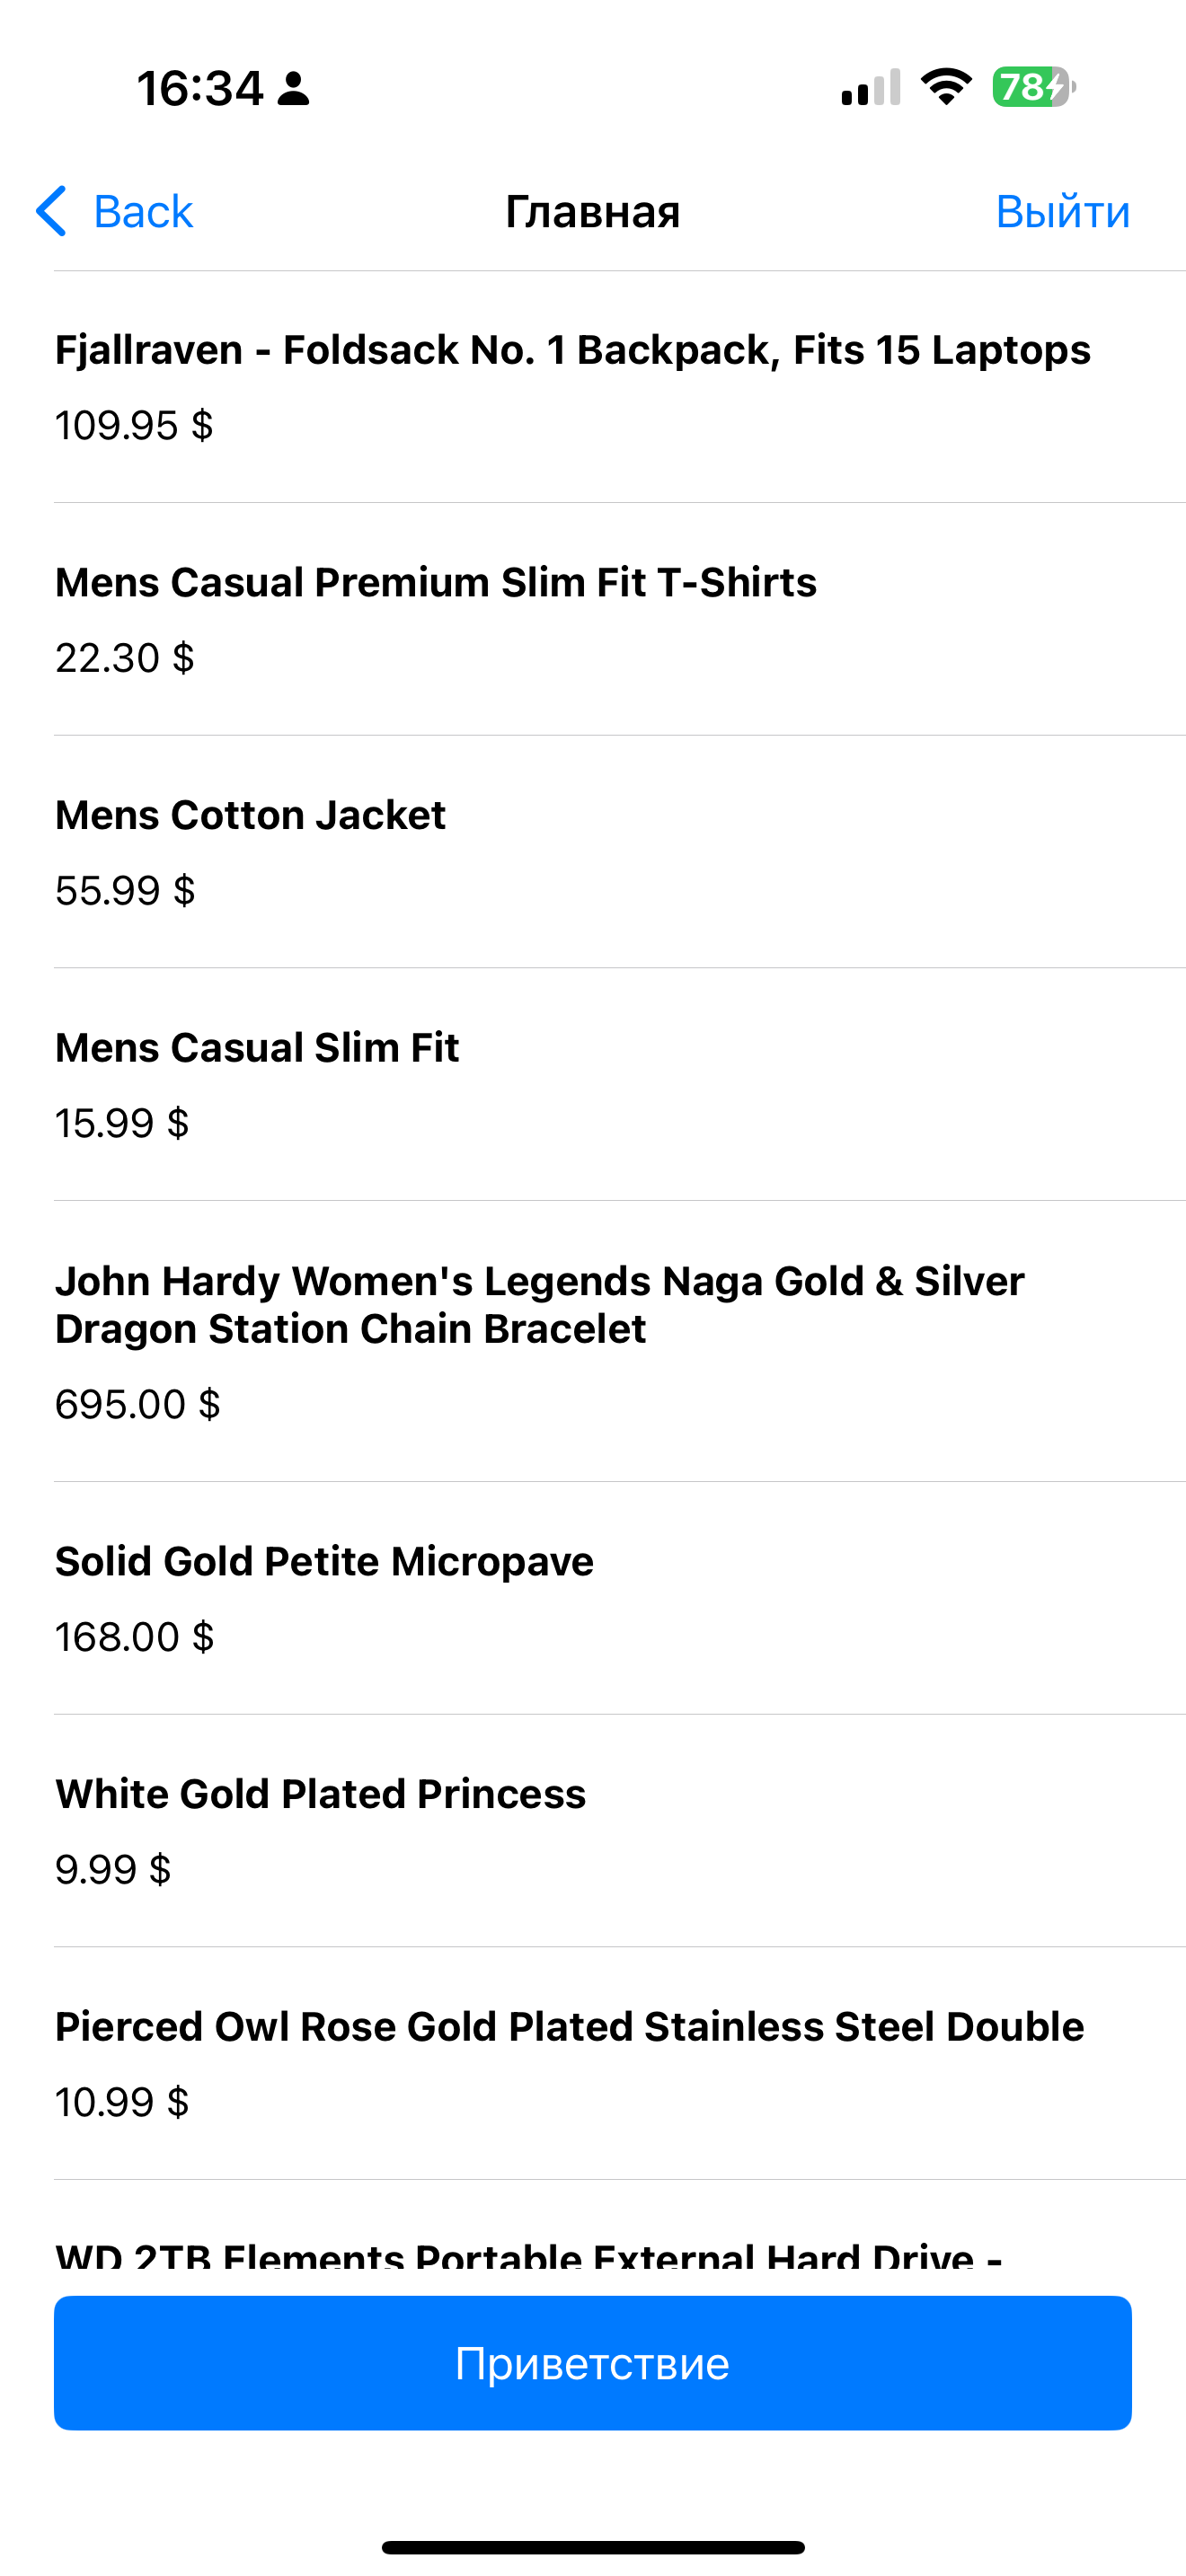 16:34
78
Back
Главная
Выйти
Fjallraven - Foldsack No. 1 Backpack, Fits 15 Laptops
109.95 $
Mens Casual Premium Slim Fit T-Shirts
22.30 $
Mens Cotton Jacket
55.99 $
Mens Casual Slim Fit
15.99 $
John Hardy Women's Legends Naga Gold & Silver
Dragon Station Chain Bracelet
695.00 $
Solid Gold Petite Micropave
168.00 $
White Gold Plated Princess
9.99 $
Pierced Owl Rose Gold Plated Stainless Steel Double
10.99 $
WD 2TB Elements Portable External Hard Drive -
Приветствие